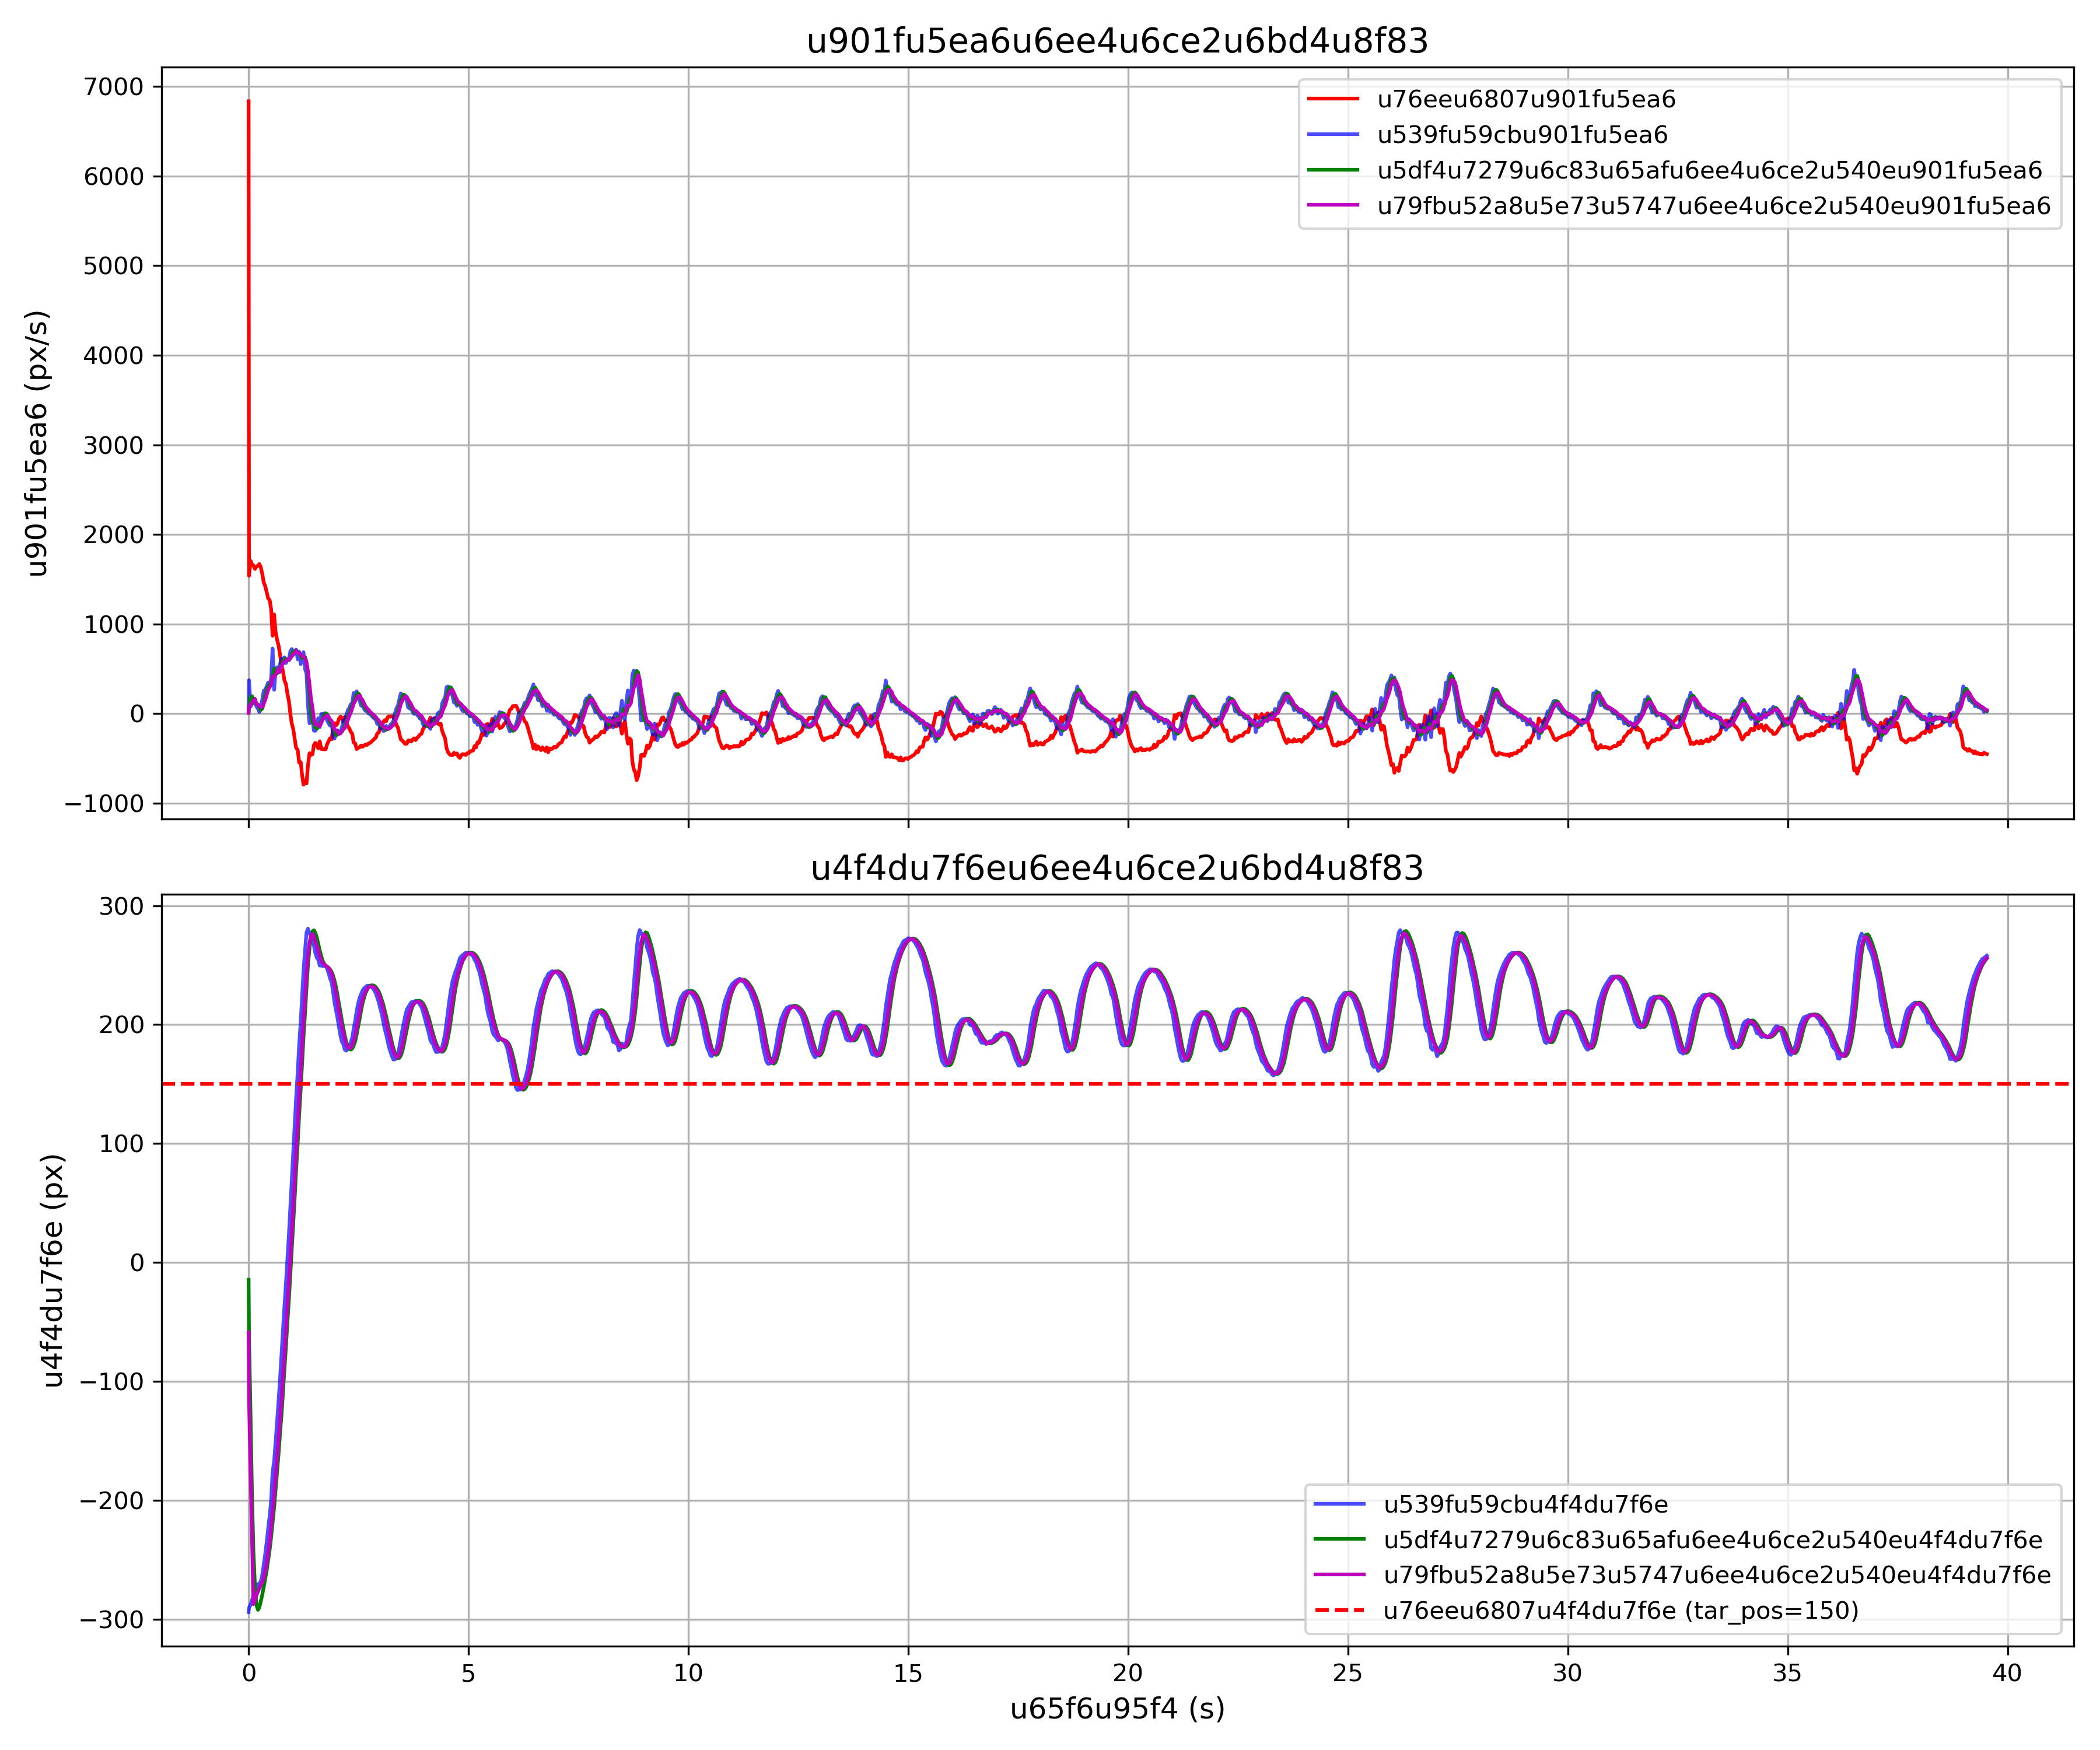 u901fu5ea6u6ee4u6ce2u6bd4u8f83
7000
6000
5000
4000
3000
2000
1000
0
−1000
u901fu5ea6 (px/s)
u76eeu6807u901fu5ea6
u539fu59cbu901fu5ea6
u5df4u7279u6c83u65afu6ee4u6ce2u540eu901fu5ea6
u79fbu52a8u5e73u5747u6ee4u6ce2u540eu901fu5ea6
u4f4du7f6eu6ee4u6ce2u6bd4u8f83
300
200
100
0
−100
−200
−300
u4f4du7f6e (px)
u539fu59cbu4f4du7f6e
u5df4u7279u6c83u65afu6ee4u6ce2u540eu4f4du7f6e
u79fbu52a8u5e73u5747u6ee4u6ce2u540eu4f4du7f6e
u76eeu6807u4f4du7f6e (tar_pos=150)
0 5 10 15 20 25 30 35 40
u65f6u95f4 (s)